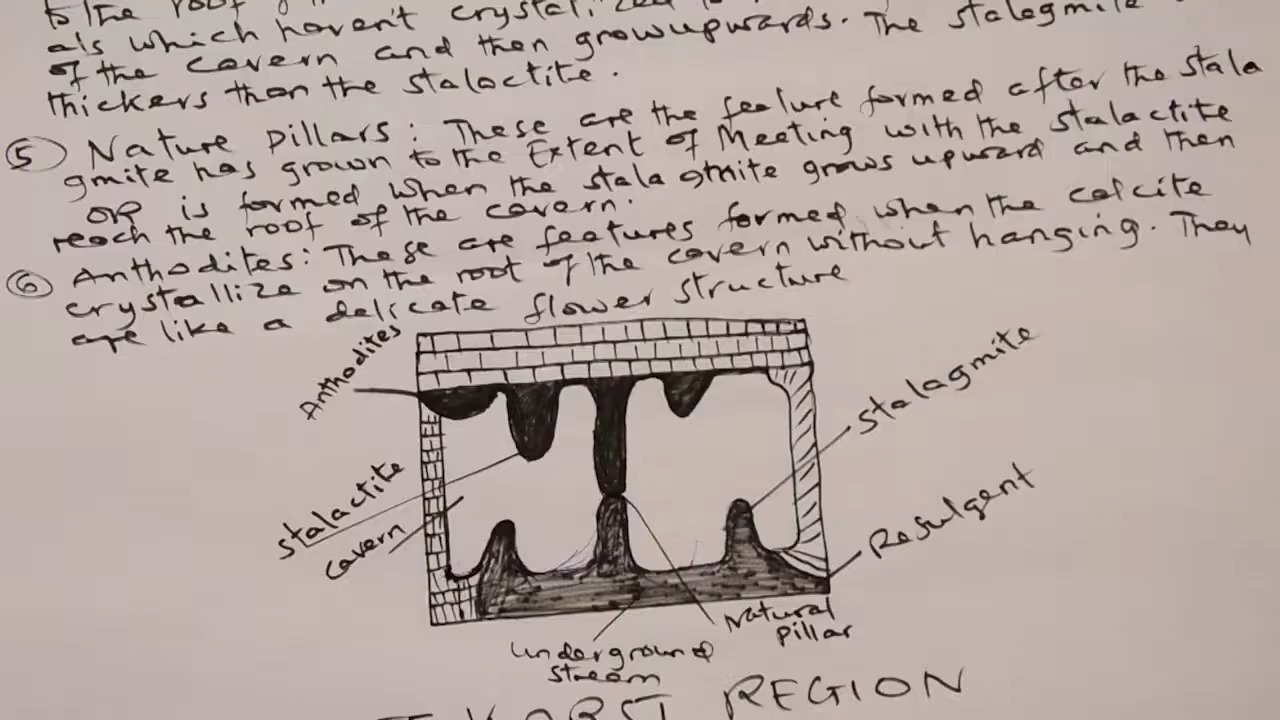 to the roof
als which haven't crystalized
of the cavern and then growupwards. The stalegmite
thickers than the stalactite.
⑤ Nature pillars: These are the feature formed after the stala
gmite has grown to the Extent of Meeting with the stalactite
OR is formed when the stalagmite grows upward and then
reach the roof of the cavern.
⑥ Anthodites: These are features formed when the calcite
crystallize on the root of the cavern without hanging. They
are like a delicate flower structure
Anthodites
stalagmite
stalactite
cavern
Resulgent
Natural
pillar
underground
stream
KARST REGION